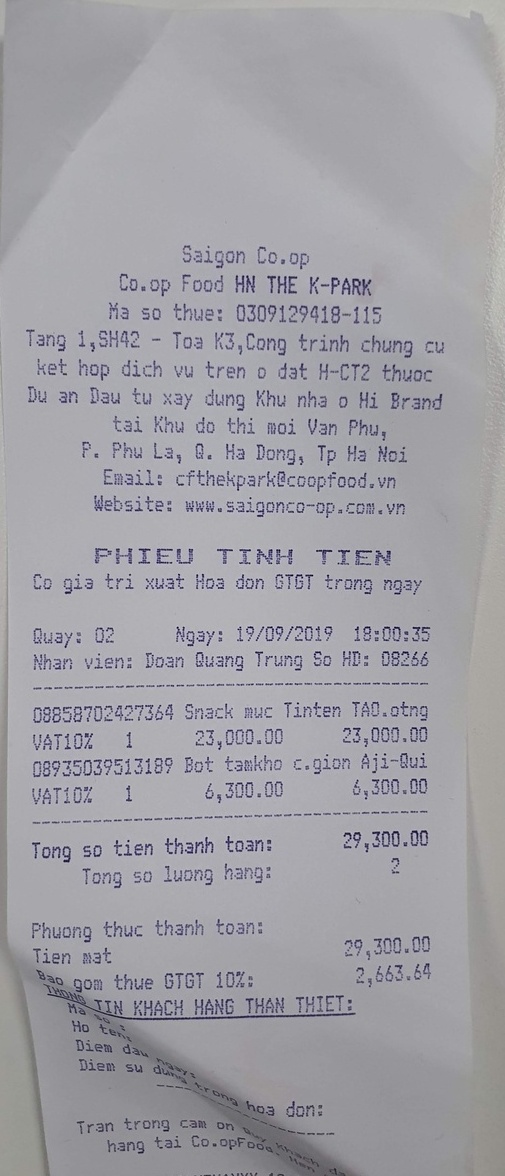 Saigon Co.op
Co.op Food HN THE K-PARK
Ma so thue: 0309129418-115
Tang 1,SH42 - Toa K3,Cong trinh chung cu
ket hop dich vu tren o dat H-CT2 thuoc
Du an Dau tu xay dung Khu nha o Hi Brand
tai Khu do thi moi Van Phu,
P. Phu La, Q. Ha Dong, Tp Ha Noi
Email: cfthekpark@coopfood.vn
Website: www.saigonco-op.com.vn
PHIEU TINH TIEN
Co gia tri xuat Hoa don GTGT trong ngay
Quay: 02 Ngay: 19/09/2019 18:00:35
Nhan vien: Doan Quang Trung So HD: 08266
08858702427364 Snack muc Tinten TAO.otng
VAT10% 1 23,000.00 23,000.00
08935039513189 Bot tamkho c.gion Aji-Qui
VAT10% 1 6,300.00 6,300.00
Tong so tien thanh toan: 29,300.00
Tong so luong hang: 2
Phuong thuc thanh toan:
Tien mat 29,300.00
Bao gom thue GTGT 10%: 2,663.64
THONG TIN KHACH HANG THAN THIET:
Ma so :
Ho ten:
Diem dau ngay:
Diem su dung trong hoa don:
Tran trong cam on Quy khach da
hang tai Co.opFood. Hen